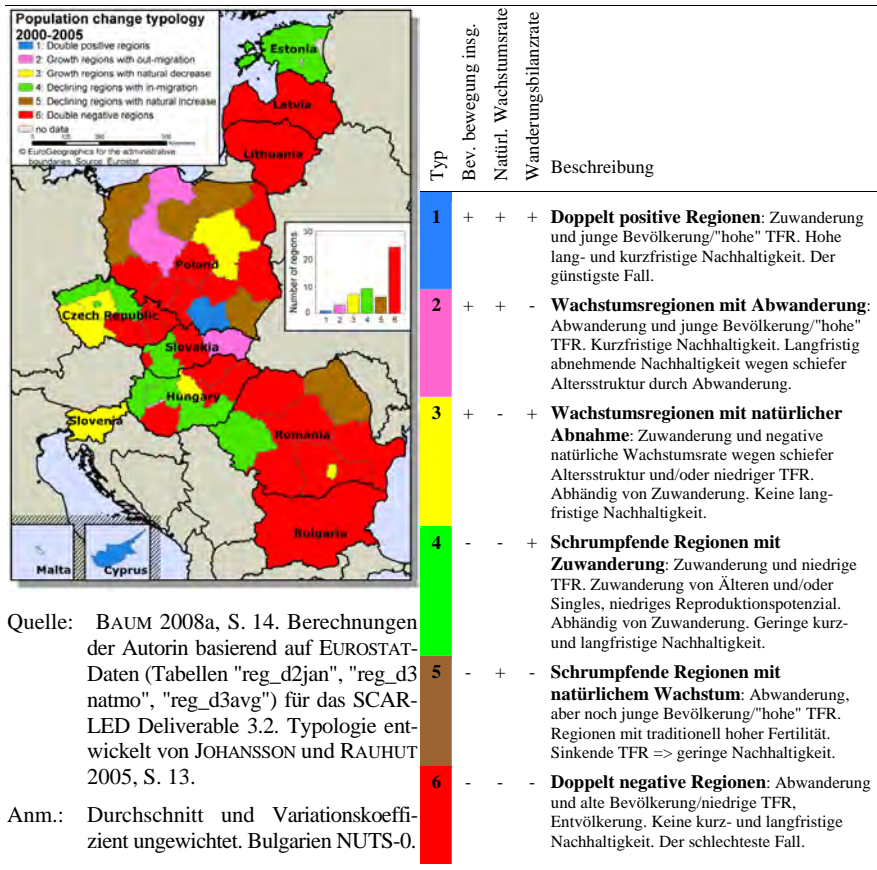 Population change typology
2000-2005
1: Double positive regions
2: Growth regions with out-migration
3: Growth regions with natural decrease
4: Declining regions with in-migration
5: Declining regions with natural increase
6: Double negative regions
no data
0 125 250 500
Kilometers
© EuroGeographics for the administrative
boundaries. Source: Eurostat.
Estonia
Latvia
Lithuania
Poland
Czech Republic
Slovakia
Hungary
Slovenia
Romania
Bulgaria
Malta
Cyprus
Number of regions
30
20
10
0
1 2 3 4 5 6
Quelle: BAUM 2008a, S. 14. Berechnungen
der Autorin basierend auf EUROSTAT-
Daten (Tabellen "reg_d2jan", "reg_d3
natmo", "reg_d3avg") für das SCAR-
LED Deliverable 3.2. Typologie ent-
wickelt von JOHANSSON und RAUHUT
2005, S. 13.
Anm.: Durchschnitt und Variationskoeffi-
zient ungewichtet. Bulgarien NUTS-0.
Typ
Bev. bewegung insg.
Natürl. Wachstumsrate
Wanderungsbilanzrate
Beschreibung
1 + + + Doppelt positive Regionen: Zuwanderung
und junge Bevölkerung/"hohe" TFR. Hohe
lang- und kurzfristige Nachhaltigkeit. Der
günstigste Fall.
2 + + - Wachstumsregionen mit Abwanderung:
Abwanderung und junge Bevölkerung/"hohe"
TFR. Kurzfristige Nachhaltigkeit. Langfristig
abnehmende Nachhaltigkeit wegen schiefer
Altersstruktur durch Abwanderung.
3 + - + Wachstumsregionen mit natürlicher
Abnahme: Zuwanderung und negative
natürliche Wachstumsrate wegen schiefer
Altersstruktur und/oder niedriger TFR.
Abhändig von Zuwanderung. Keine lang-
fristige Nachhaltigkeit.
4 - - + Schrumpfende Regionen mit
Zuwanderung: Zuwanderung und niedrige
TFR. Zuwanderung von Älteren und/oder
Singles, niedriges Reproduktionspotenzial.
Abhändig von Zuwanderung. Geringe kurz-
und langfristige Nachhaltigkeit.
5 - + - Schrumpfende Regionen mit
natürlichem Wachstum: Abwanderung,
aber noch junge Bevölkerung/"hohe" TFR.
Regionen mit traditionell hoher Fertilität.
Sinkende TFR => geringe Nachhaltigkeit.
6 - - - Doppelt negative Regionen: Abwanderung
und alte Bevölkerung/niedrige TFR,
Entvölkerung. Keine kurz- und langfristige
Nachhaltigkeit. Der schlechteste Fall.